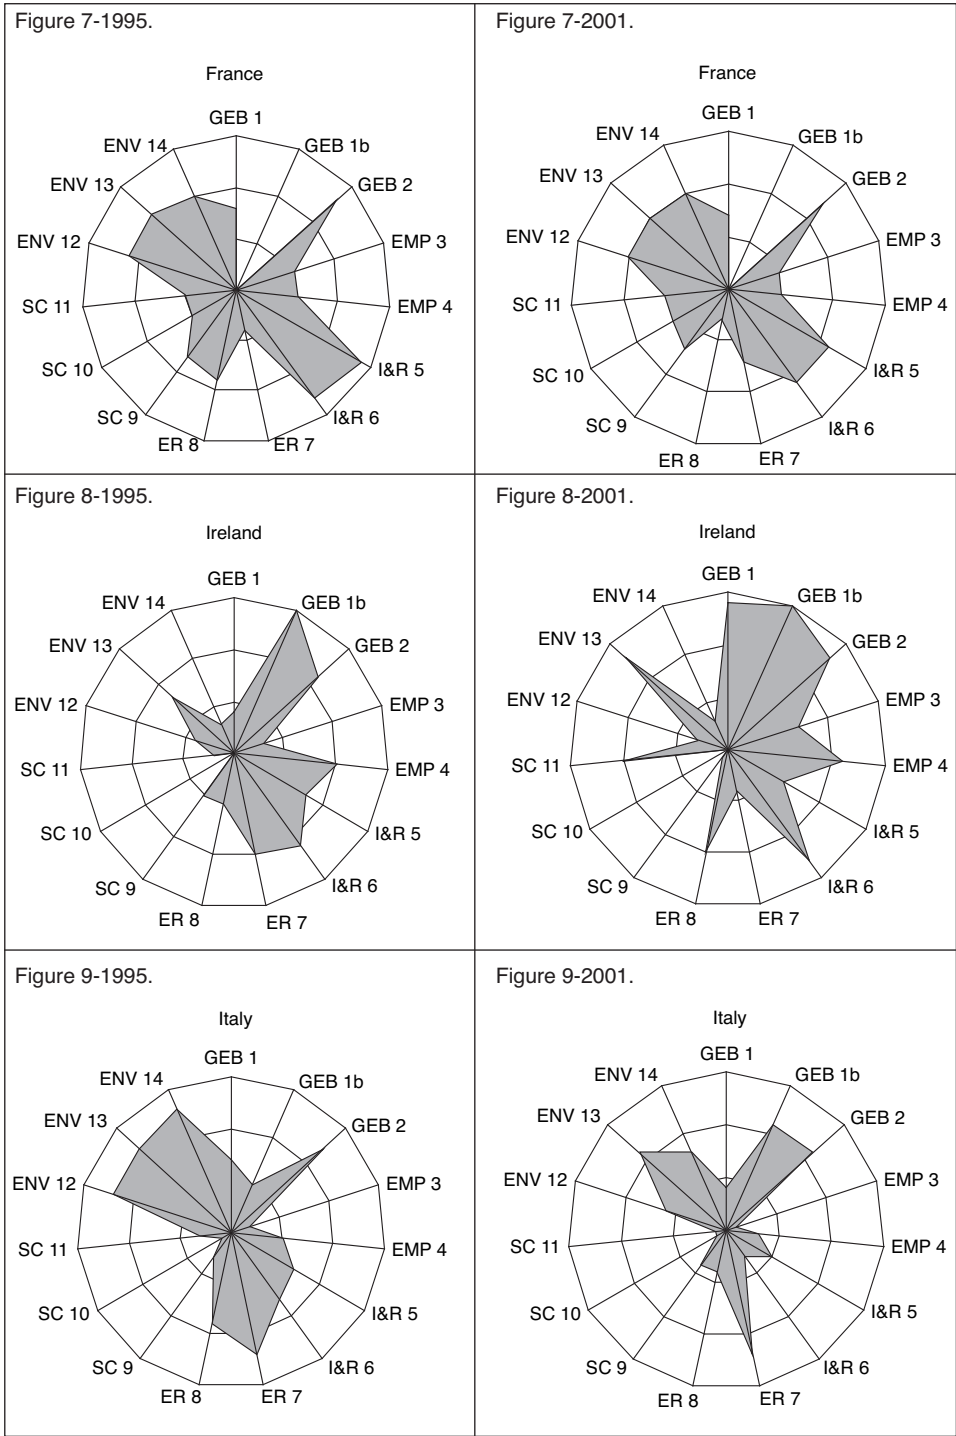 Figure 7-1995.
France
GEB 1
GEB 1b
GEB 2
EMP 3
EMP 4
I&R 5
I&R 6
ER 7
ER 8
SC 9
SC 10
SC 11
ENV 12
ENV 13
ENV 14
Figure 7-2001.
France
GEB 1
GEB 1b
GEB 2
EMP 3
EMP 4
I&R 5
I&R 6
ER 7
ER 8
SC 9
SC 10
SC 11
ENV 12
ENV 13
ENV 14
Figure 8-1995.
Ireland
GEB 1
GEB 1b
GEB 2
EMP 3
EMP 4
I&R 5
I&R 6
ER 7
ER 8
SC 9
SC 10
SC 11
ENV 12
ENV 13
ENV 14
Figure 8-2001.
Ireland
GEB 1
GEB 1b
GEB 2
EMP 3
EMP 4
I&R 5
I&R 6
ER 7
ER 8
SC 9
SC 10
SC 11
ENV 12
ENV 13
ENV 14
Figure 9-1995.
Italy
GEB 1
GEB 1b
GEB 2
EMP 3
EMP 4
I&R 5
I&R 6
ER 7
ER 8
SC 9
SC 10
SC 11
ENV 12
ENV 13
ENV 14
Figure 9-2001.
Italy
GEB 1
GEB 1b
GEB 2
EMP 3
EMP 4
I&R 5
I&R 6
ER 7
ER 8
SC 9
SC 10
SC 11
ENV 12
ENV 13
ENV 14